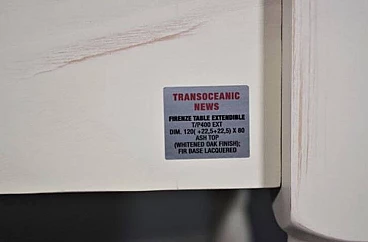 TRANSOCEANIC
NEWS
FIRENZE TABLE EXTENDIBLE
T/P400 EXT
DIM. 120( +22,5+22,5) X 80
ASH TOP
(WHITENED OAK FINISH);
FIR BASE LACQUERED